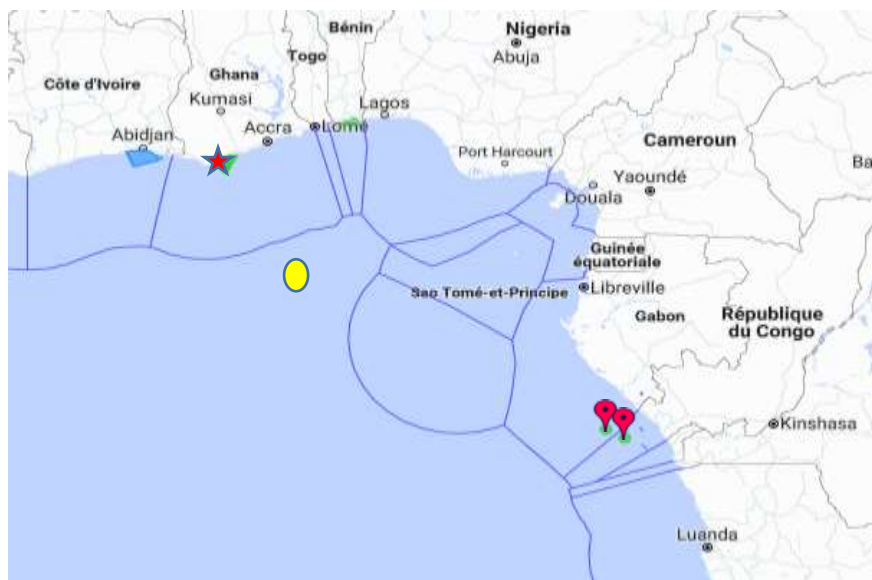 Nigeria
Abuja
Bénin
Togo
Ghana
Kumasi
Côte d'Ivoire
Lagos
Lomé
Accra
Abidjan
Port Harcourt
Cameroun
Yaoundé
Douala
Ba
Guinée
équatoriale
Sao Tomé-et-Principe
Libreville
Gabon
République
du Congo
Kinshasa
Luanda